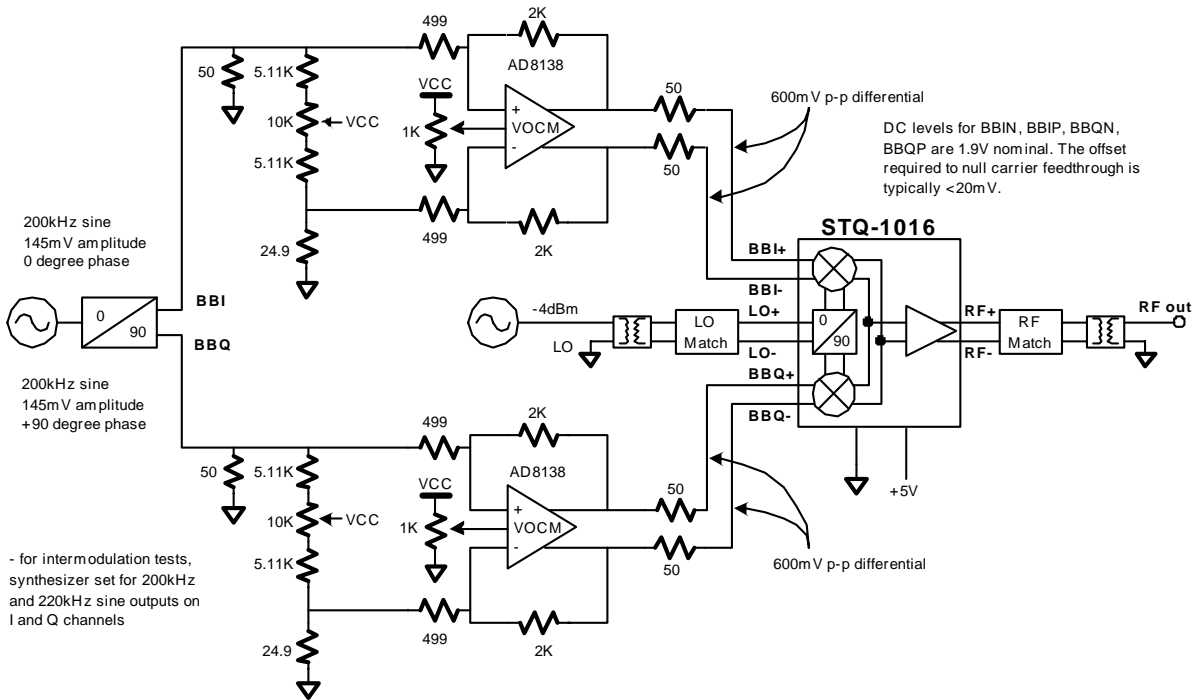 499
2K
AD8138
50
5.11K
10K
VCC
5.11K
VCC
1K
+
VOCM
-
50
50
600mV p-p differential
DC levels for BBIN, BBIP, BBQN,
BBQP are 1.9V nominal. The offset
required to null carrier feedthrough is
typically <20mV.
24.9
499
2K
200kHz sine
145mV amplitude
0 degree phase
STQ-1016
BBI+
BBI-
0
90
BBI
BBQ
-4dBm
LO
LO
Match
LO+
LO-
0
90
RF+
RF-
RF
Match
RF out
BBQ+
BBQ-
200kHz sine
145mV amplitude
+90 degree phase
+5V
499
2K
AD8138
50
5.11K
10K
VCC
5.11K
VCC
1K
+
VOCM
-
50
50
600mV p-p differential
- for intermodulation tests,
synthesizer set for 200kHz
and 220kHz sine outputs on
I and Q channels
24.9
499
2K